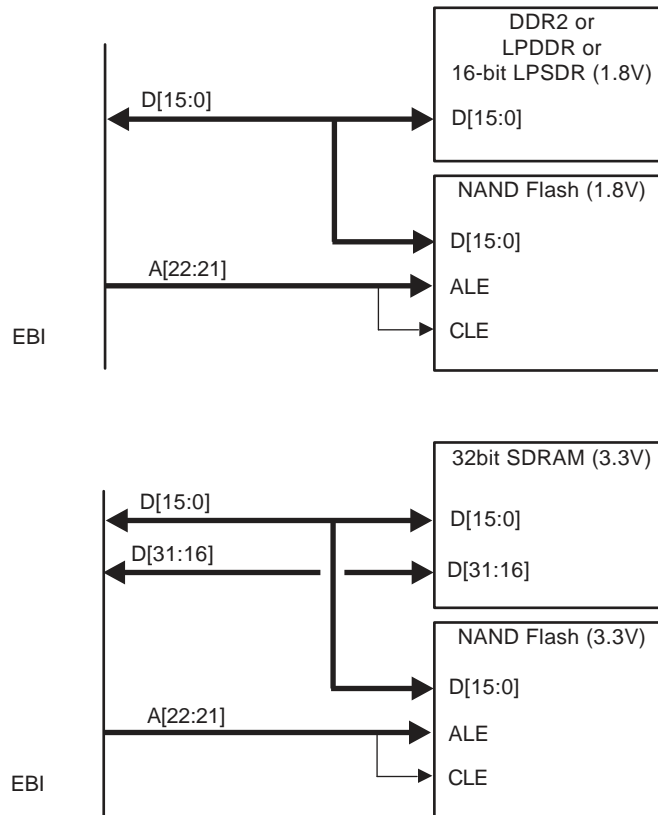 DDR2 or
LPDDR or
16-bit LPSDR (1.8V)
D[15:0]
D[15:0]
NAND Flash (1.8V)
D[15:0]
A[22:21]
ALE
EBI
CLE
32bit SDRAM (3.3V)
D[15:0]
D[15:0]
D[31:16]
D[31:16]
NAND Flash (3.3V)
D[15:0]
A[22:21]
ALE
EBI
CLE